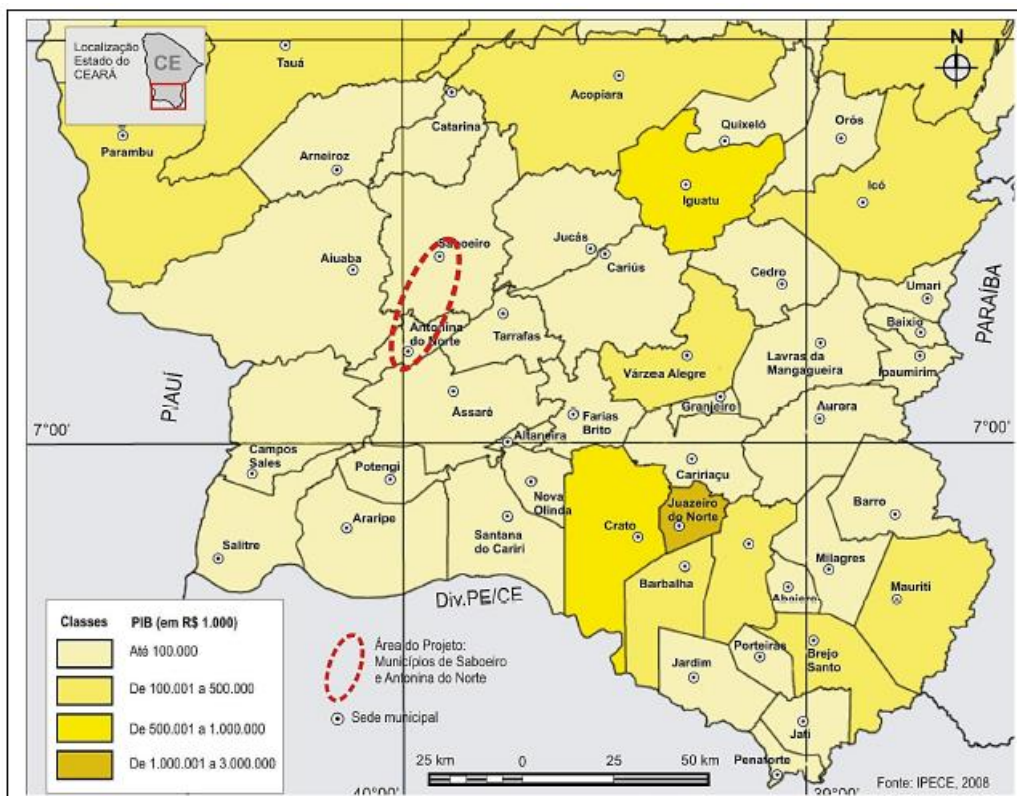 Localização
Estado do
CEARÁ
CE
N
Tauá
Parambu
Acopiara
Catarina
Arneiroz
Quixeló
Orós
Iguatu
Icó
Saboeiro
Aiuaba
Jucás
Cariús
Cedro
Umari
Baixio
Ipaumirim
PARAÍBA
Antonina
do Norte
Tarrafas
Várzea Alegre
Lavras da
Mangagueira
PIAUÍ
Assaré
Farias
Brito
Granjeiro
Aurora
7°00'
7°00'
Altaneira
Campos
Sales
Potengi
Caririaçu
Nova
Olinda
Juazeiro
do Norte
Barro
Araripe
Santana
do Cariri
Crato
Salitre
Barbalha
Milagres
Mauriti
Div.PE/CE
Porteiras
Brejo
Santo
Jardim
Jati
Penaforte
Classes PIB (em R$ 1.000)
Até 100.000
De 100.001 a 500.000
De 500.001 a 1.000.000
De 1.000.001 a 3.000.000
Área do Projeto:
Municípios de Saboeiro
e Antonina do Norte
Sede municipal
25 km 0 25 km 50 km
Fonte: IPECE, 2008